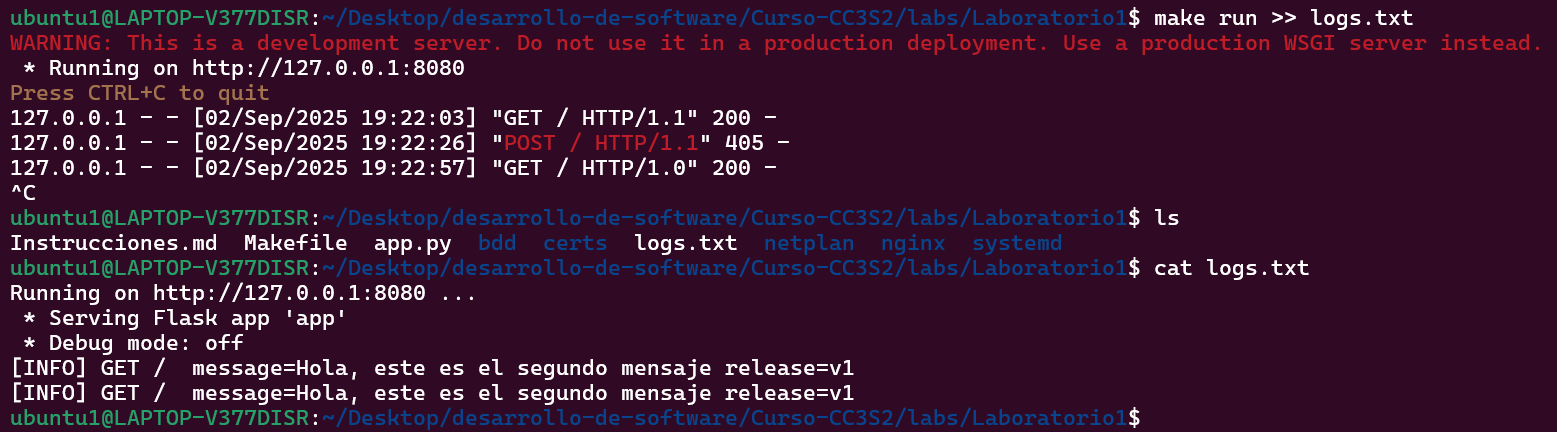 ubuntu1@LAPTOP-V377DISR:~/Desktop/desarrollo-de-software/Curso-CC3S2/labs/Laboratorio1$ make run >> logs.txt
WARNING: This is a development server. Do not use it in a production deployment. Use a production WSGI server instead.
 * Running on http://127.0.0.1:8080
Press CTRL+C to quit
127.0.0.1 - - [02/Sep/2025 19:22:03] "GET / HTTP/1.1" 200 -
127.0.0.1 - - [02/Sep/2025 19:22:26] "POST / HTTP/1.1" 405 -
127.0.0.1 - - [02/Sep/2025 19:22:57] "GET / HTTP/1.0" 200 -
^C
ubuntu1@LAPTOP-V377DISR:~/Desktop/desarrollo-de-software/Curso-CC3S2/labs/Laboratorio1$ ls
Instrucciones.md  Makefile  app.py  bdd  certs  logs.txt  netplan  nginx  systemd
ubuntu1@LAPTOP-V377DISR:~/Desktop/desarrollo-de-software/Curso-CC3S2/labs/Laboratorio1$ cat logs.txt
Running on http://127.0.0.1:8080 ...
 * Serving Flask app 'app'
 * Debug mode: off
[INFO] GET /  message=Hola, este es el segundo mensaje release=v1
[INFO] GET /  message=Hola, este es el segundo mensaje release=v1
ubuntu1@LAPTOP-V377DISR:~/Desktop/desarrollo-de-software/Curso-CC3S2/labs/Laboratorio1$